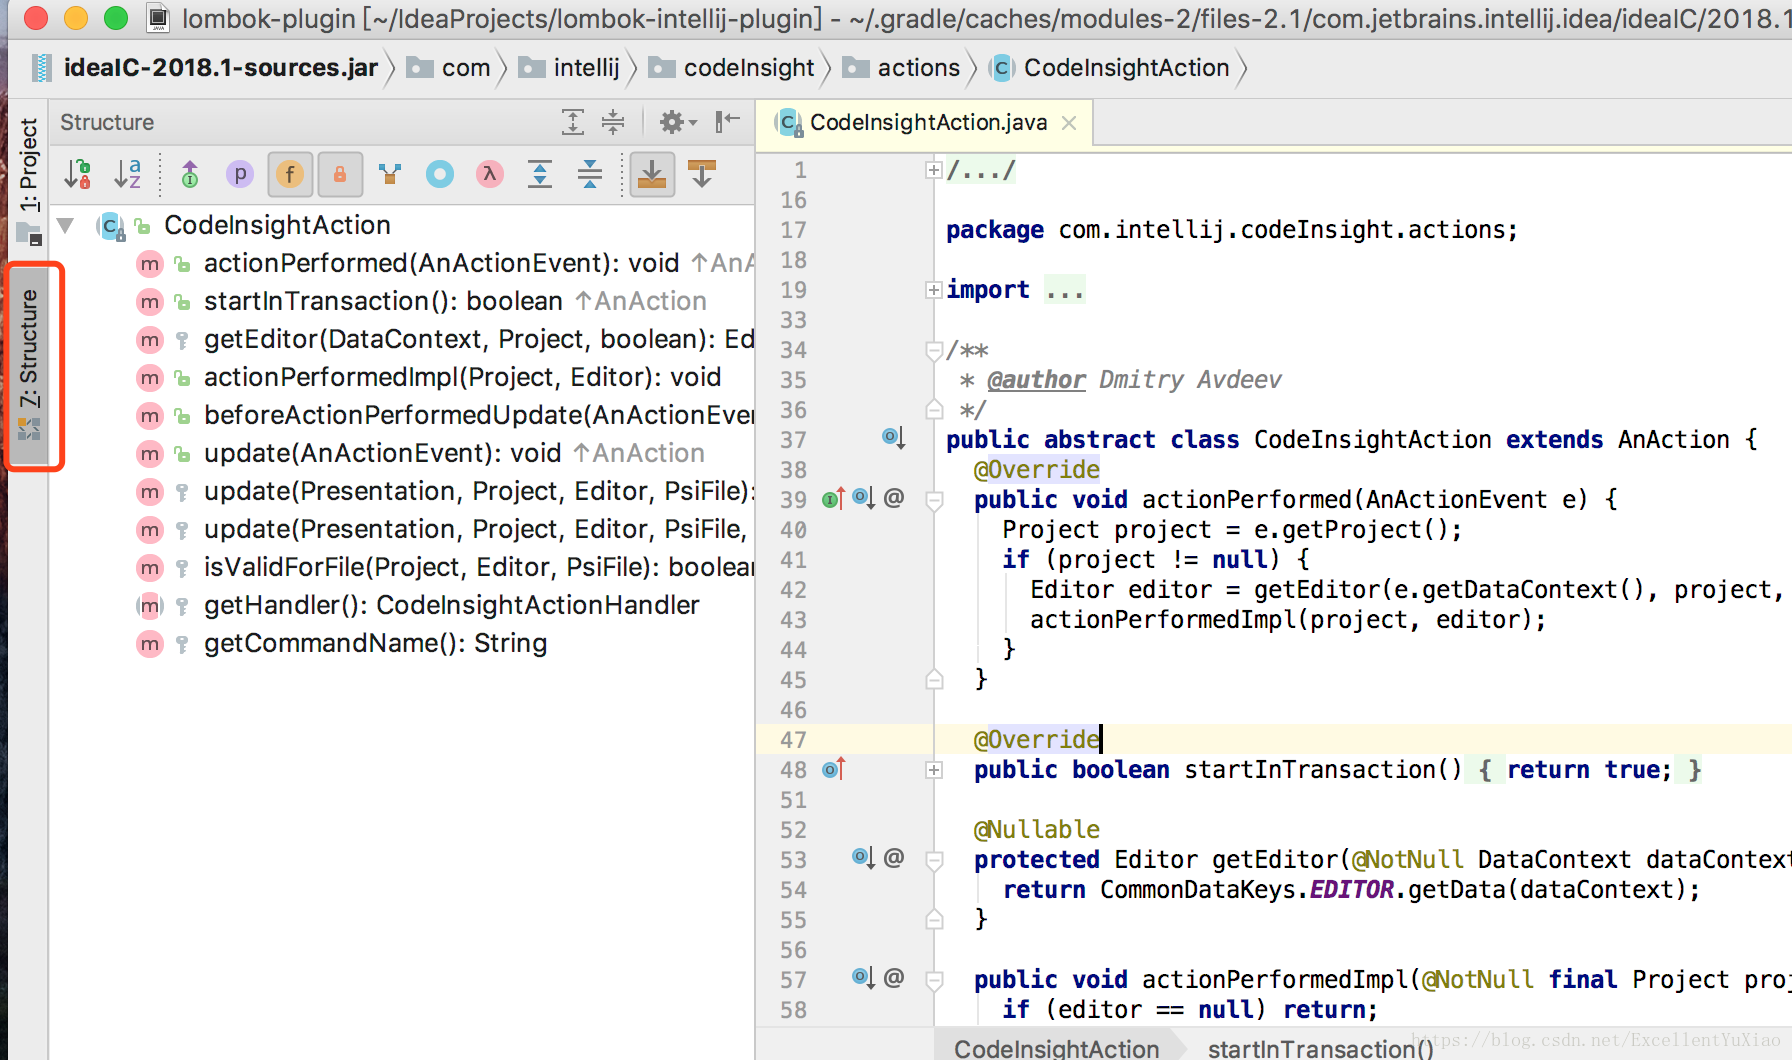 lombok-plugin [~/IdeaProjects/lombok-intellij-plugin] - ~/.gradle/caches/modules-2/files-2.1/com.jetbrains.intellij.idea/ideaIC/2018.1
ideaIC-2018.1-sources.jar com intellij codeInsight actions CodeInsightAction
1: Project
7: Structure
Structure
CodeInsightAction
actionPerformed(AnActionEvent): void ↑AnA
startInTransaction(): boolean ↑AnAction
getEditor(DataContext, Project, boolean): Ed
actionPerformedImpl(Project, Editor): void
beforeActionPerformedUpdate(AnActionEve
update(AnActionEvent): void ↑AnAction
update(Presentation, Project, Editor, PsiFile):
update(Presentation, Project, Editor, PsiFile,
isValidForFile(Project, Editor, PsiFile): boolea
getHandler(): CodeInsightActionHandler
getCommandName(): String
CodeInsightAction.java
1 /.../
16
17 package com.intellij.codeInsight.actions;
18
19 import ...
33
34 /**
35 * @author Dmitry Avdeev
36 */
37 public abstract class CodeInsightAction extends AnAction {
38 @Override
39 public void actionPerformed(AnActionEvent e) {
40 Project project = e.getProject();
41 if (project != null) {
42 Editor editor = getEditor(e.getDataContext(), project,
43 actionPerformedImpl(project, editor);
44 }
45 }
46
47 @Override
48 public boolean startInTransaction() { return true; }
51
52 @Nullable
53 protected Editor getEditor(@NotNull DataContext dataContext
54 return CommonDataKeys.EDITOR.getData(dataContext);
55 }
56
57 public void actionPerformedImpl(@NotNull final Project proj
58 if (editor == null) return;
CodeInsightAction startInTransaction()
https://blog.csdn.net/ExcellentYuXiao